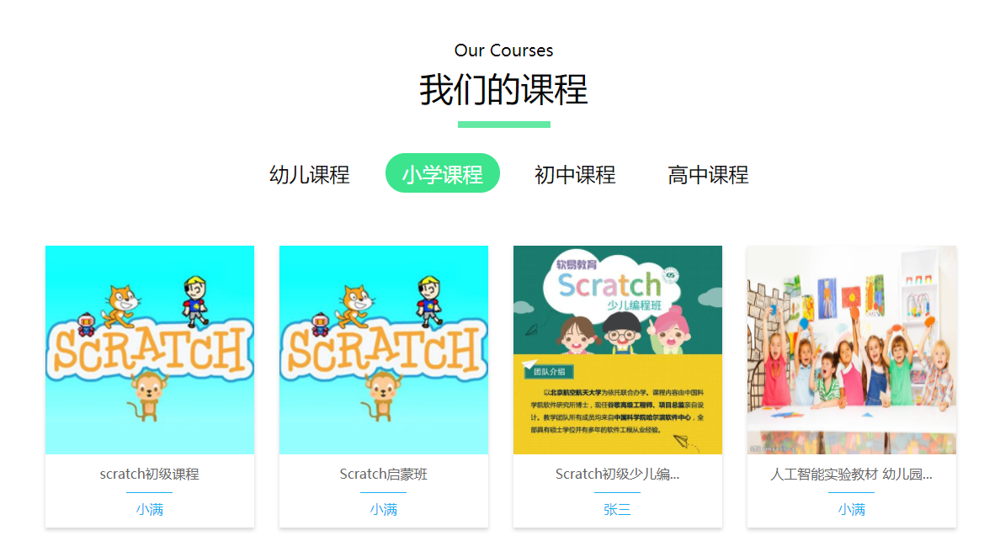 Our Courses
我们的课程
幼儿课程
小学课程
初中课程
高中课程
SCRATCH
SCRATCH
软易教育
Scratch
少儿编程班
团队介绍
以北京航空航天大学为依托联合办学。课程内容由中国科
学院软件研究所博士，现任谷歌高级工程师、项目总监亲自设
计。教学团队所有成员均来自中国科学院哈尔滨软件中心，全
部具有硕士学位并有多年的软件工程从业经验。
scratch初级课程
小满
Scratch启蒙班
小满
Scratch初级少儿编...
张三
人工智能实验教材 幼儿园...
小满